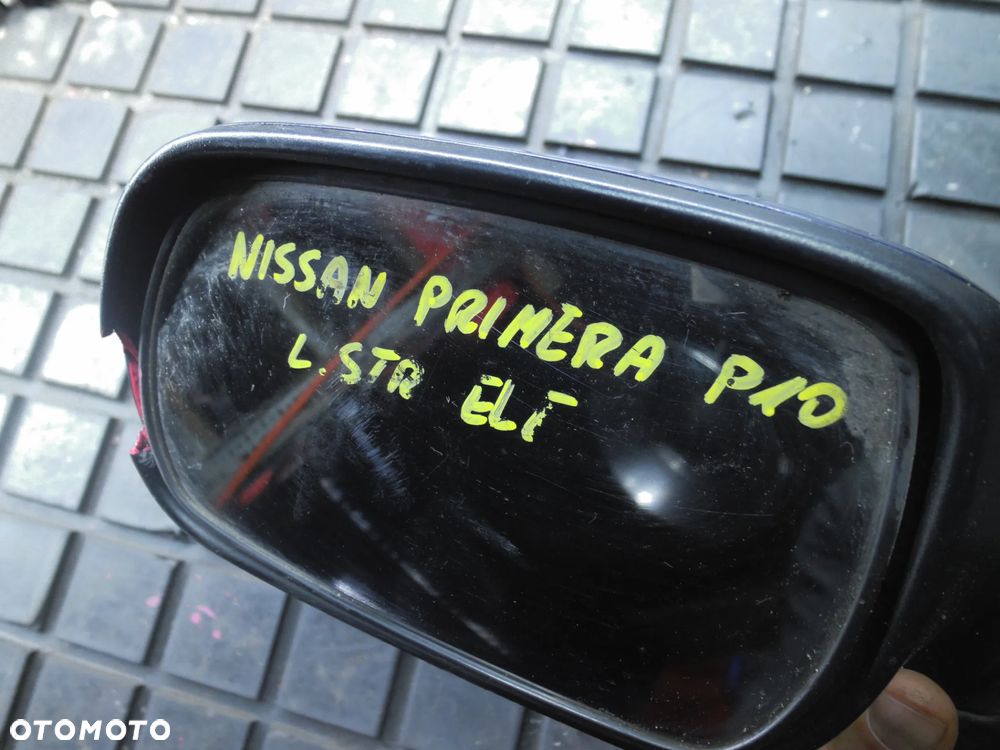 NISSAN PRIMERA P10
L.STR ELE
OTOMOTO